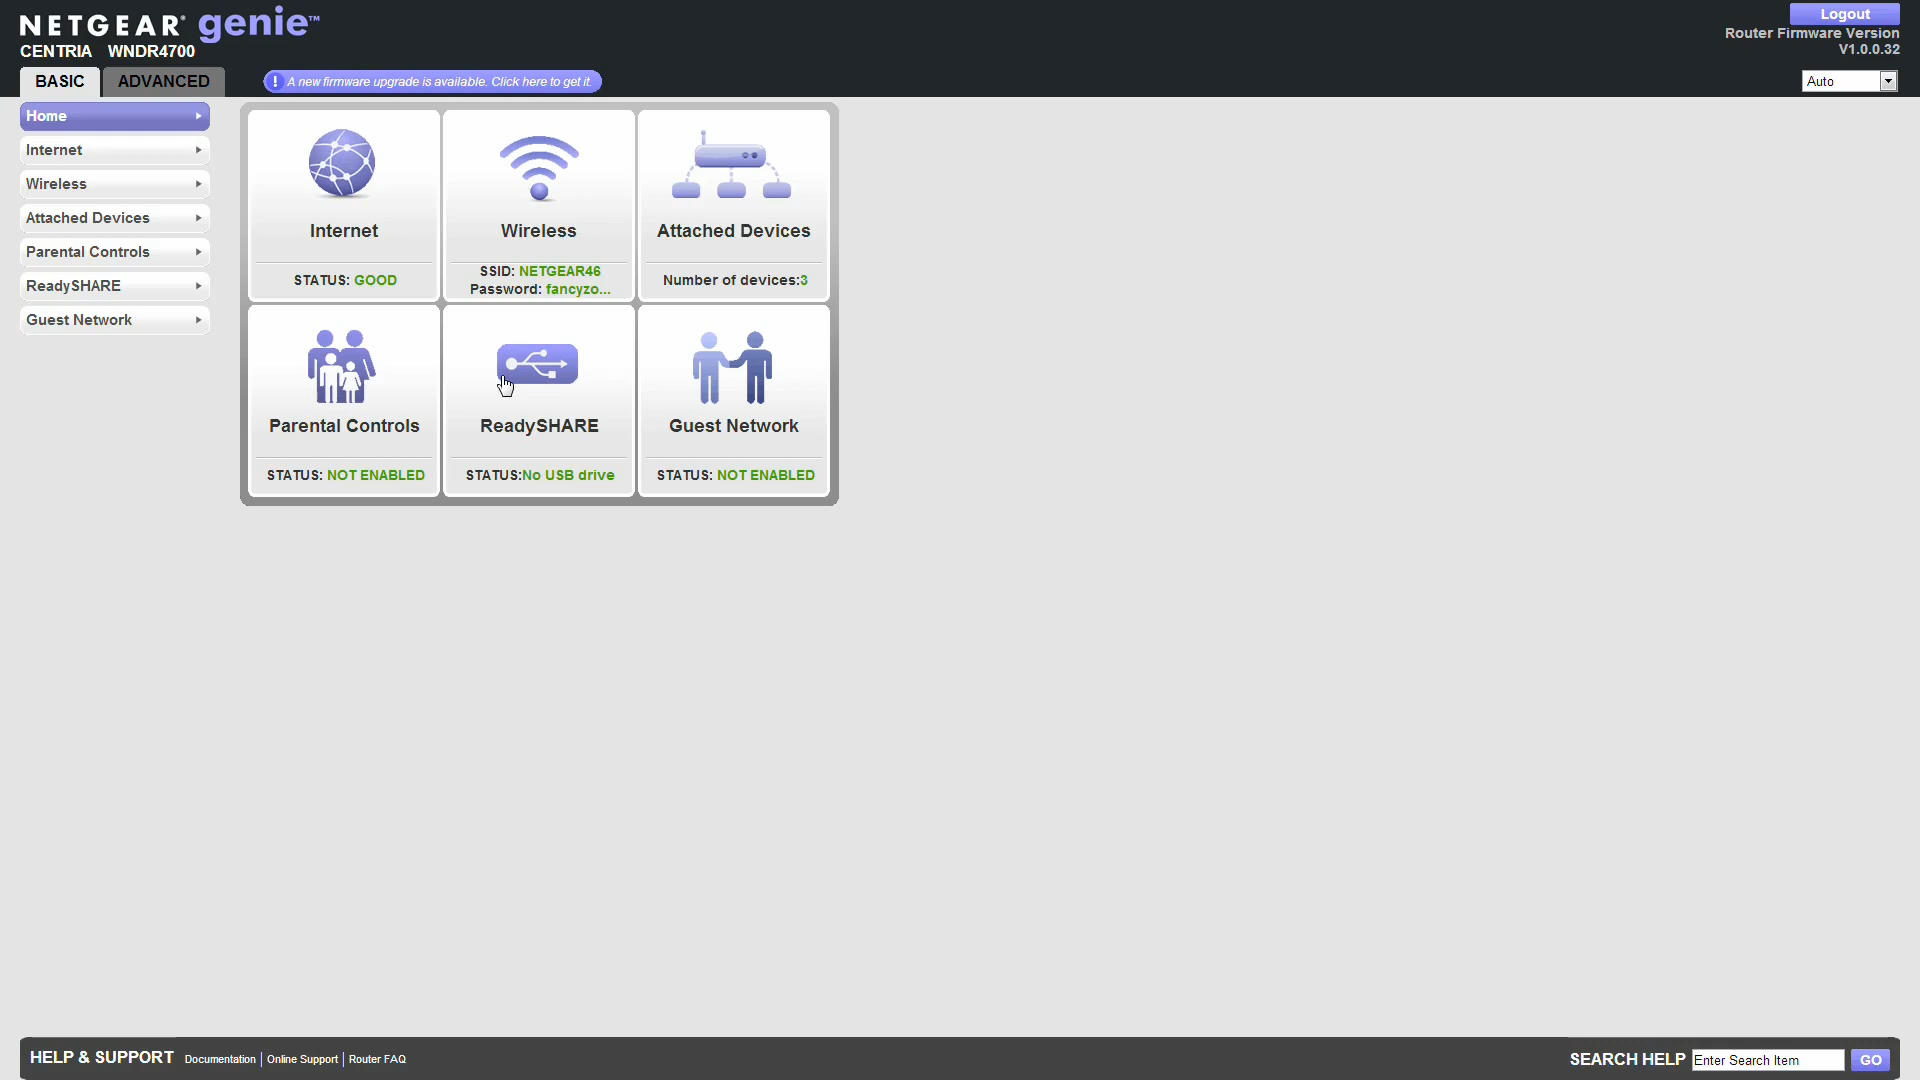 NETGEAR® genie™
CENTRIA WNDR4700
Logout
Router Firmware Version
V1.0.0.32
BASIC
ADVANCED
! A new firmware upgrade is available. Click here to get it.
Auto
Home
Internet
Wireless
Attached Devices
Parental Controls
ReadySHARE
Guest Network
Internet
STATUS: GOOD
Wireless
SSID: NETGEAR46
Password: fancyzo...
Attached Devices
Number of devices:3
Parental Controls
STATUS: NOT ENABLED
ReadySHARE
STATUS:No USB drive
Guest Network
STATUS: NOT ENABLED
HELP & SUPPORT Documentation | Online Support | Router FAQ
SEARCH HELP Enter Search Item GO